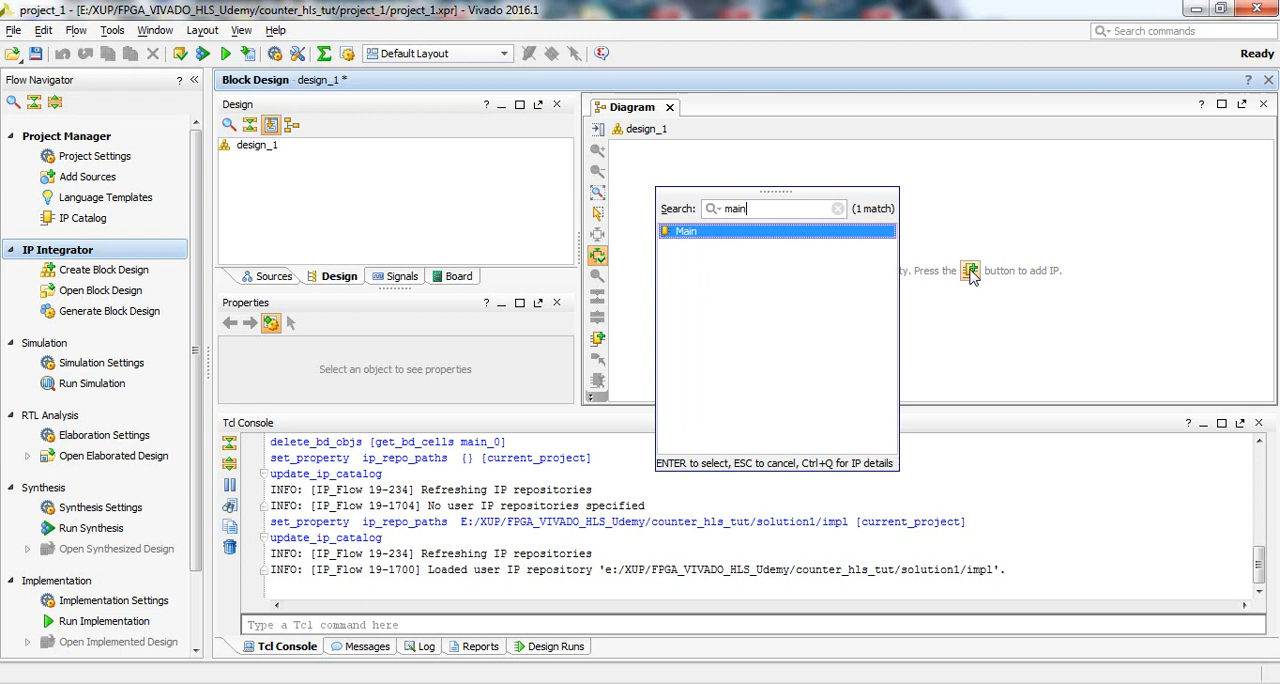 project_1 - [E:/XUP/FPGA_VIVADO_HLS_Udemy/counter_hls_tut/project_1/project_1.xpr] - Vivado 2016.1
File Edit Flow Tools Window Layout View Help
Search commands
Default Layout
Ready
Flow Navigator
Project Manager
Project Settings
Add Sources
Language Templates
IP Catalog
IP Integrator
Create Block Design
Open Block Design
Generate Block Design
Simulation
Simulation Settings
Run Simulation
RTL Analysis
Elaboration Settings
Open Elaborated Design
Synthesis
Synthesis Settings
Run Synthesis
Open Synthesized Design
Implementation
Implementation Settings
Run Implementation
Open Implemented Design
Block Design - design_1 *
Design
design_1
Sources Design Signals Board
Properties
Select an object to see properties
Diagram
design_1
Search: main (1 match)
Main
ENTER to select, ESC to cancel, Ctrl+Q for IP details
ty. Press the button to add IP.
Tcl Console
delete_bd_objs [get_bd_cells main_0]
set_property ip_repo_paths {} [current_project]
update_ip_catalog
INFO: [IP_Flow 19-234] Refreshing IP repositories
INFO: [IP_Flow 19-1704] No user IP repositories specified
set_property ip_repo_paths E:/XUP/FPGA_VIVADO_HLS_Udemy/counter_hls_tut/solution1/impl [current_project]
update_ip_catalog
INFO: [IP_Flow 19-234] Refreshing IP repositories
INFO: [IP_Flow 19-1700] Loaded user IP repository 'e:/XUP/FPGA_VIVADO_HLS_Udemy/counter_hls_tut/solution1/impl'.
Type a Tcl command here
Tcl Console Messages Log Reports Design Runs